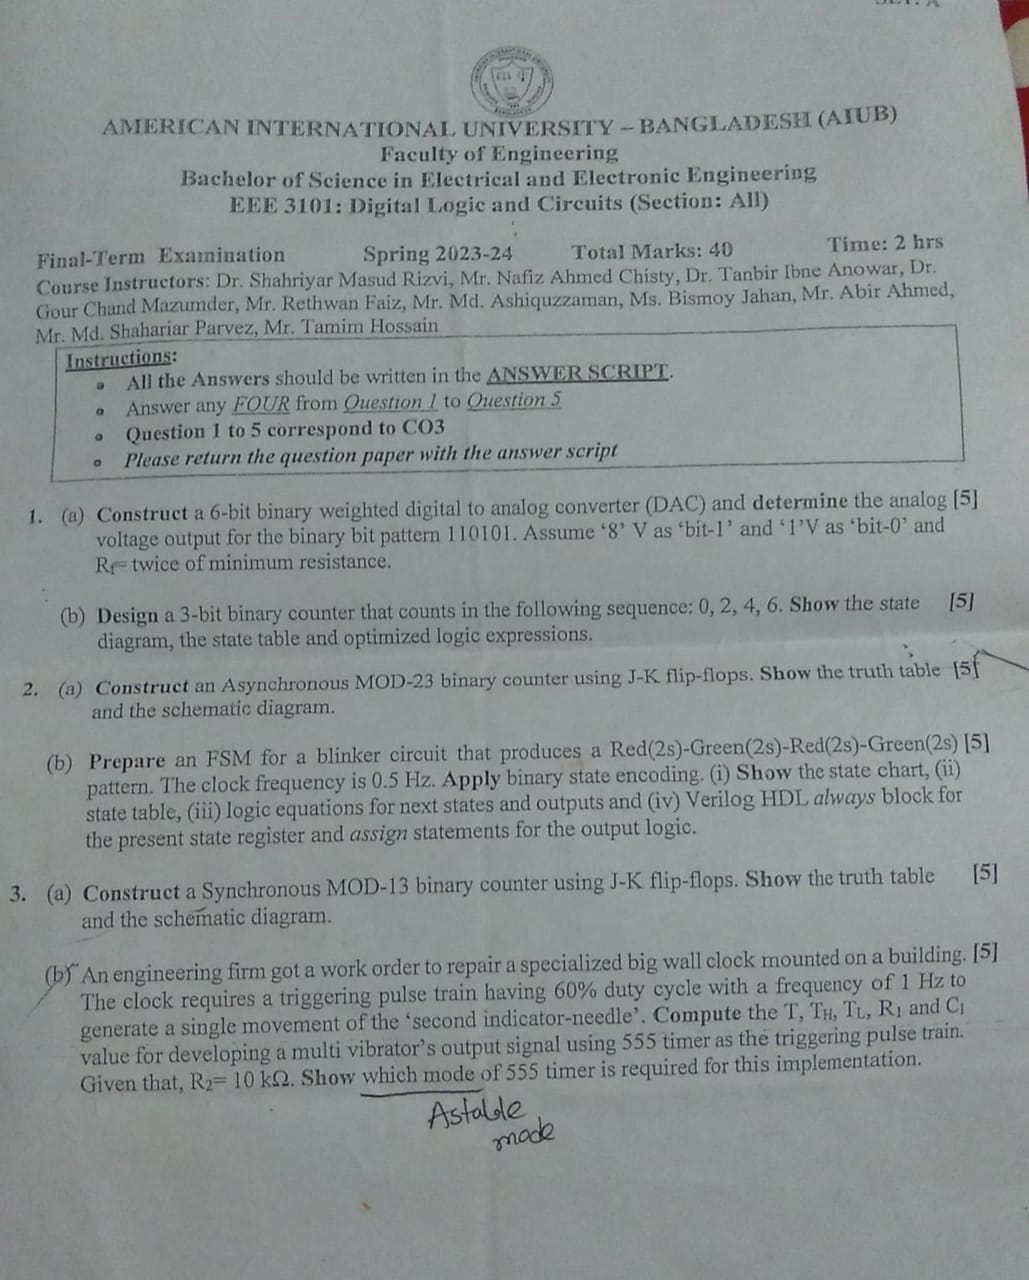 AMERICAN INTERNATIONAL UNIVERSITY – BANGLADESH (AIUB)
Faculty of Engineering
Bachelor of Science in Electrical and Electronic Engineering
EEE 3101: Digital Logic and Circuits (Section: All)
Final-Term Examination Spring 2023-24 Total Marks: 40 Time: 2 hrs
Course Instructors: Dr. Shahriyar Masud Rizvi, Mr. Nafiz Ahmed Chisty, Dr. Tanbir Ibne Anowar, Dr.
Gour Chand Mazumder, Mr. Rethwan Faiz, Mr. Md. Ashiquzzaman, Ms. Bismoy Jahan, Mr. Abir Ahmed,
Mr. Md. Shahariar Parvez, Mr. Tamim Hossain
Instructions:
• All the Answers should be written in the ANSWER SCRIPT.
• Answer any FOUR from Question 1 to Question 5
• Question 1 to 5 correspond to CO3
• Please return the question paper with the answer script
1. (a) Construct a 6-bit binary weighted digital to analog converter (DAC) and determine the analog [5]
voltage output for the binary bit pattern 110101. Assume ‘8’ V as ‘bit-1’ and ‘1’V as ‘bit-0’ and
Rf= twice of minimum resistance.
(b) Design a 3-bit binary counter that counts in the following sequence: 0, 2, 4, 6. Show the state [5]
diagram, the state table and optimized logic expressions.
2. (a) Construct an Asynchronous MOD-23 binary counter using J-K flip-flops. Show the truth table [5]
and the schematic diagram.
(b) Prepare an FSM for a blinker circuit that produces a Red(2s)-Green(2s)-Red(2s)-Green(2s) [5]
pattern. The clock frequency is 0.5 Hz. Apply binary state encoding. (i) Show the state chart, (ii)
state table, (iii) logic equations for next states and outputs and (iv) Verilog HDL always block for
the present state register and assign statements for the output logic.
3. (a) Construct a Synchronous MOD-13 binary counter using J-K flip-flops. Show the truth table [5]
and the schematic diagram.
(b) An engineering firm got a work order to repair a specialized big wall clock mounted on a building. [5]
The clock requires a triggering pulse train having 60% duty cycle with a frequency of 1 Hz to
generate a single movement of the ‘second indicator-needle’. Compute the T, TH, TL, R1 and C1
value for developing a multi vibrator’s output signal using 555 timer as the triggering pulse train.
Given that, R2= 10 kΩ. Show which mode of 555 timer is required for this implementation.
Astable
mode